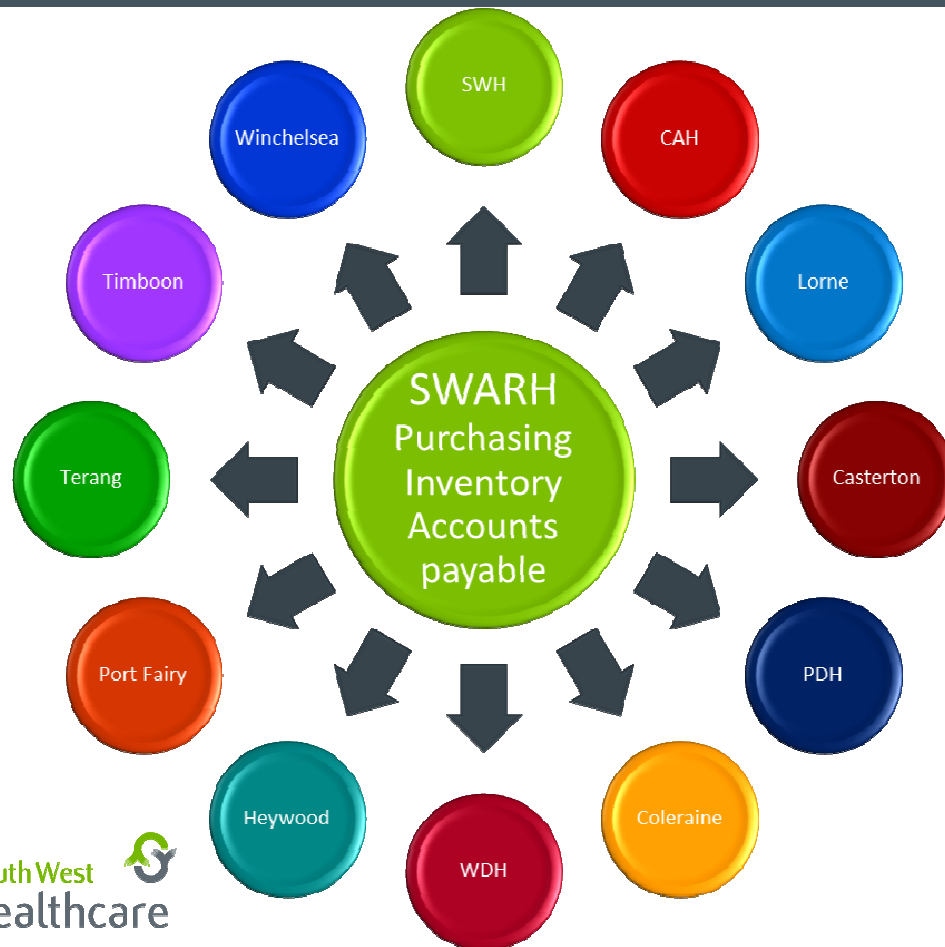 SWH
CAH
Lorne
Casterton
PDH
Coleraine
WDH
Heywood
Port Fairy
Terang
Timboon
Winchelsea
SWARH
Purchasing
Inventory
Accounts
payable
uth West
ealthcare